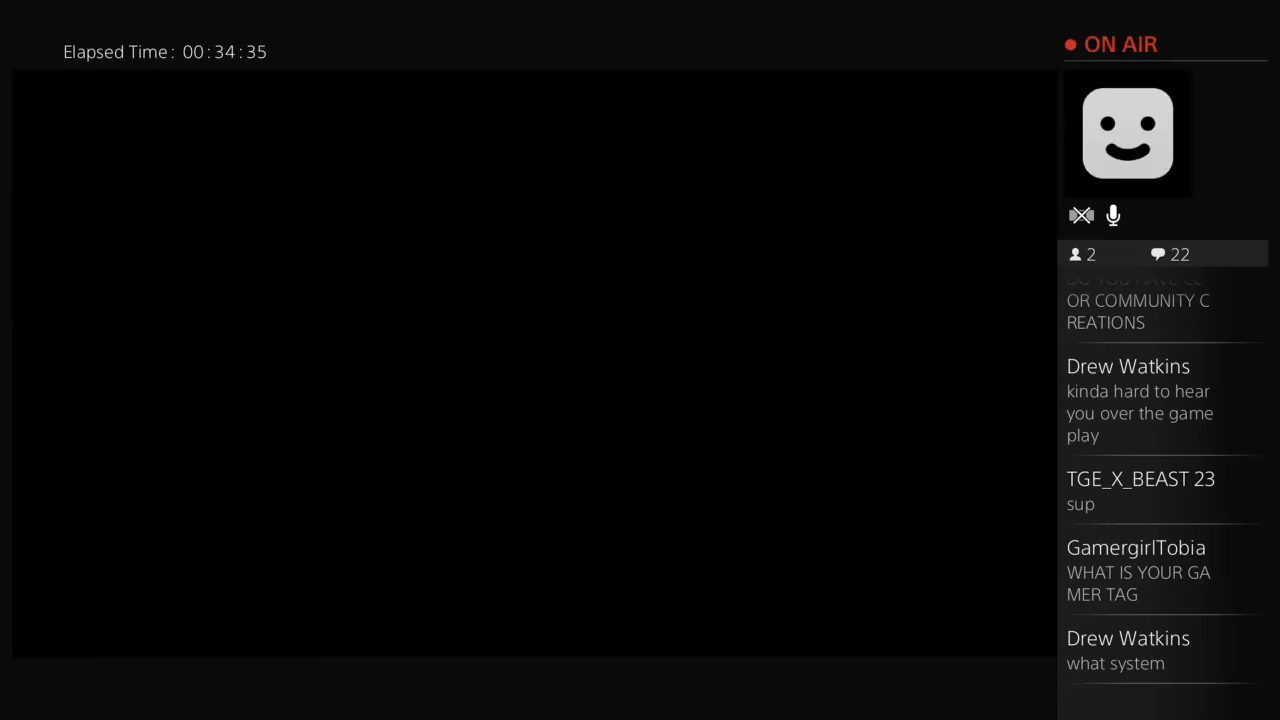 Elapsed Time: 00:34:35
ON AIR
2 22
OR COMMUNITY C
REATIONS
Drew Watkins
kinda hard to hear
you over the game
play
TGE_X_BEAST 23
sup
GamergirlTobia
WHAT IS YOUR GA
MER TAG
Drew Watkins
what system